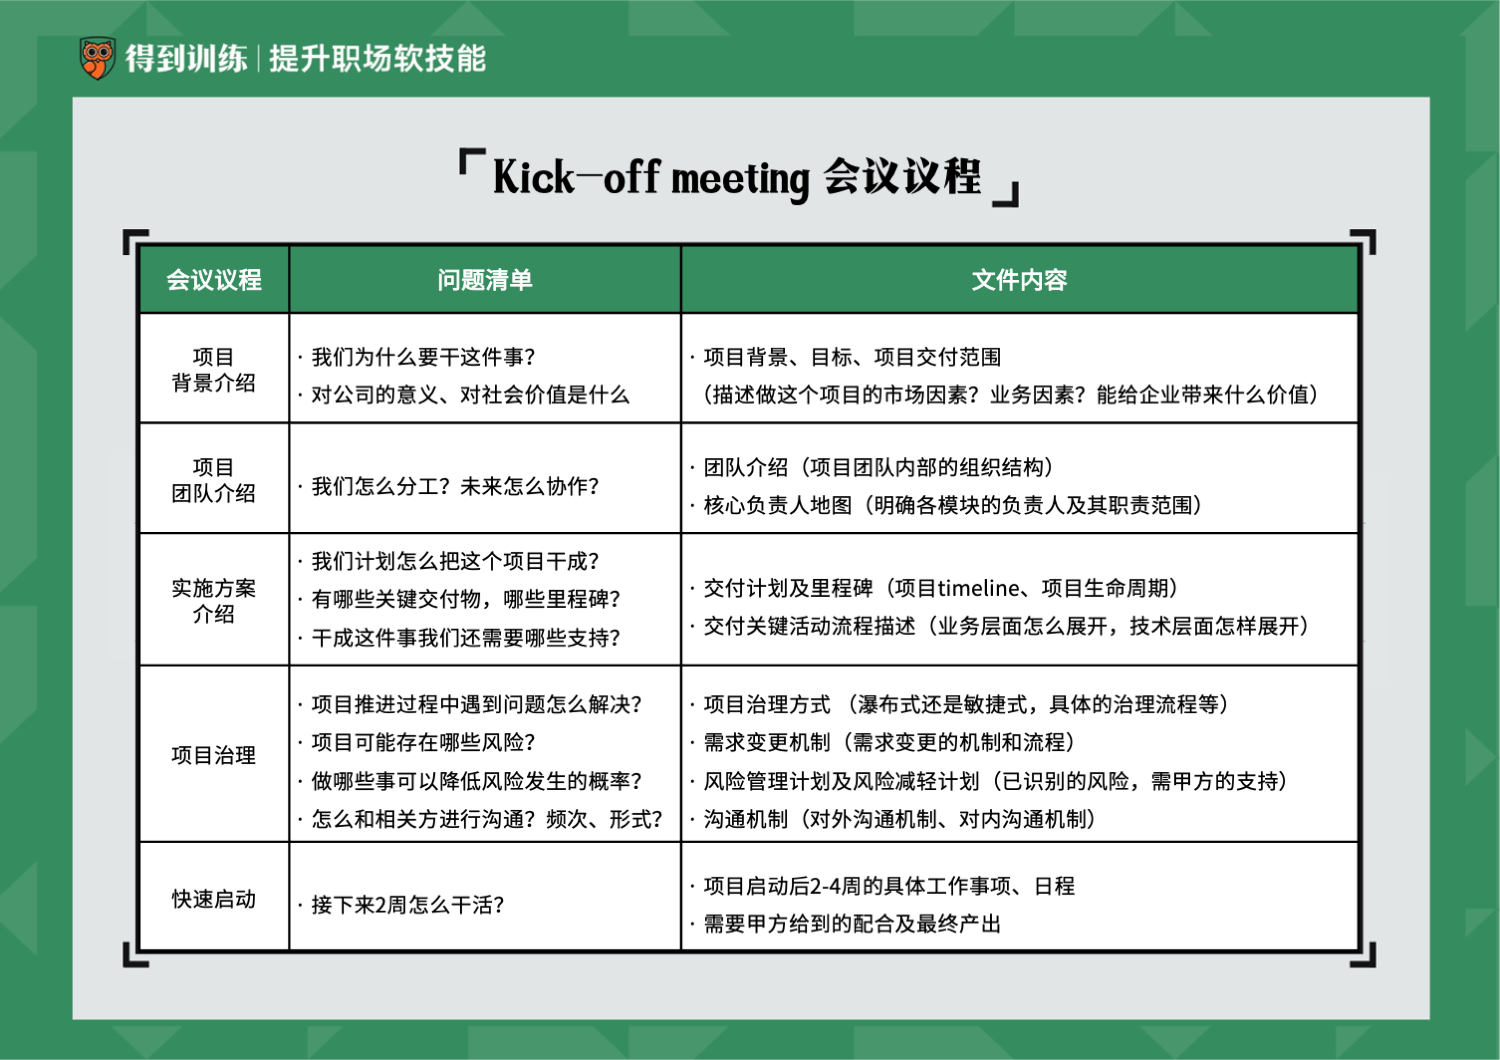 得到训练｜提升职场软技能
「Kick-off meeting 会议议程」
会议议程
问题清单
文件内容
项目
背景介绍
· 我们为什么要干这件事？
· 对公司的意义、对社会价值是什么
· 项目背景、目标、项目交付范围
（描述做这个项目的市场因素？业务因素？能给企业带来什么价值）
项目
团队介绍
· 我们怎么分工？未来怎么协作？
· 团队介绍（项目团队内部的组织结构）
· 核心负责人地图（明确各模块的负责人及其职责范围）
实施方案
介绍
· 我们计划怎么把这个项目干成？
· 有哪些关键交付物，哪些里程碑？
· 干成这件事我们还需要哪些支持？
· 交付计划及里程碑（项目timeline、项目生命周期）
· 交付关键活动流程描述（业务层面怎么展开，技术层面怎样展开）
项目治理
· 项目推进过程中遇到问题怎么解决？
· 项目可能存在哪些风险？
· 做哪些事可以降低风险发生的概率？
· 怎么和相关方进行沟通？频次、形式？
· 项目治理方式 （瀑布式还是敏捷式，具体的治理流程等）
· 需求变更机制（需求变更的机制和流程）
· 风险管理计划及风险减轻计划（已识别的风险，需甲方的支持）
· 沟通机制（对外沟通机制、对内沟通机制）
快速启动
· 接下来2周怎么干活？
· 项目启动后2-4周的具体工作事项、日程
· 需要甲方给到的配合及最终产出